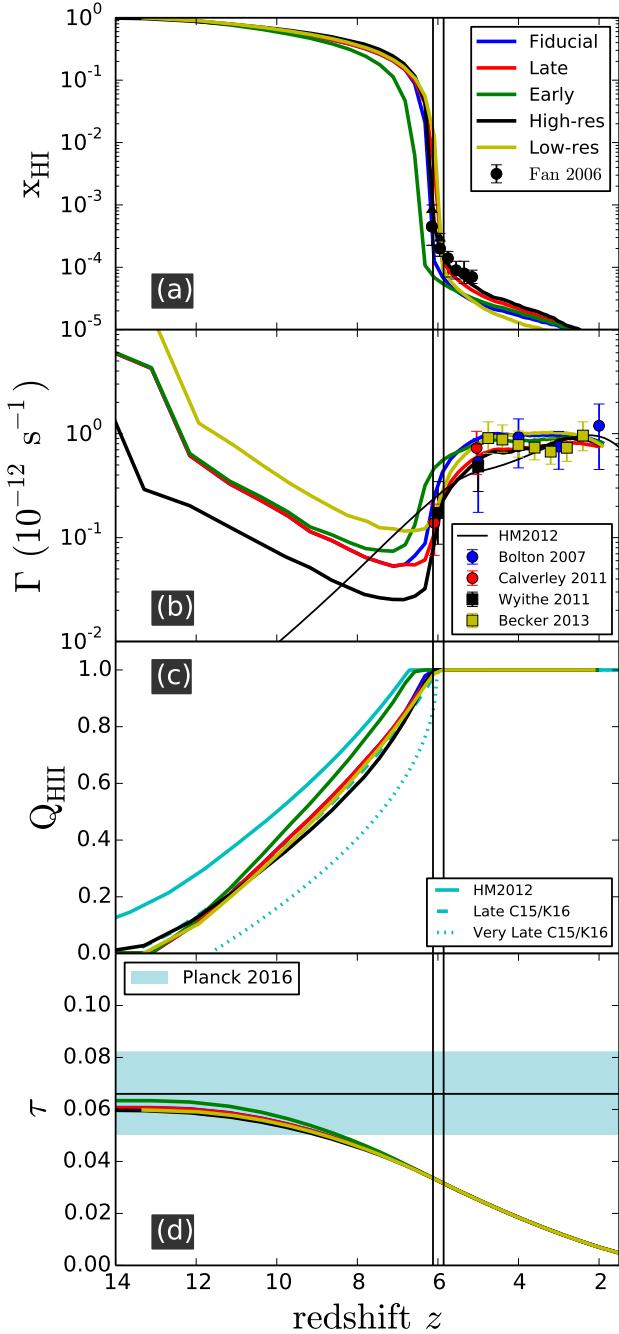 10^0
10^-1
10^-2
10^-3
10^-4
10^-5
x_HI
Fiducial
Late
Early
High-res
Low-res
Fan 2006
(a)
10^0
10^-1
10^-2
Γ (10^−12 s^−1)
HM2012
Bolton 2007
Calverley 2011
Wyithe 2011
Becker 2013
(b)
1.0
0.8
0.6
0.4
0.2
0.0
Q_HII
(c)
HM2012
Late C15/K16
Very Late C15/K16
Planck 2016
0.10
0.08
0.06
0.04
0.02
0.00
τ
(d)
14 12 10 8 6 4 2
redshift z